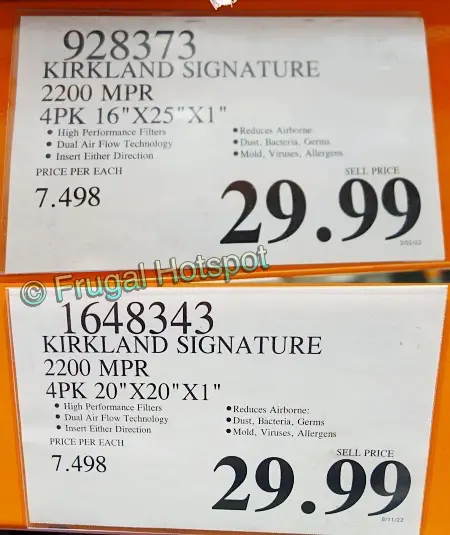 928373
KIRKLAND SIGNATURE
2200 MPR
4PK 16"X25"X1"
• High Performance Filters
• Dual Air Flow Technology
• Insert Either Direction
• Reduces Airborne:
• Dust, Bacteria, Germs
• Mold, Viruses, Allergens
PRICE PER EACH
SELL PRICE
7.498
29.99
© Frugal Hotspot
1648343
KIRKLAND SIGNATURE
2200 MPR
4PK 20"X20"X1"
• High Performance Filters
• Dual Air Flow Technology
• Insert Either Direction
• Reduces Airborne:
• Dust, Bacteria, Germs
• Mold, Viruses, Allergens
PRICE PER EACH
SELL PRICE
7.498
29.99